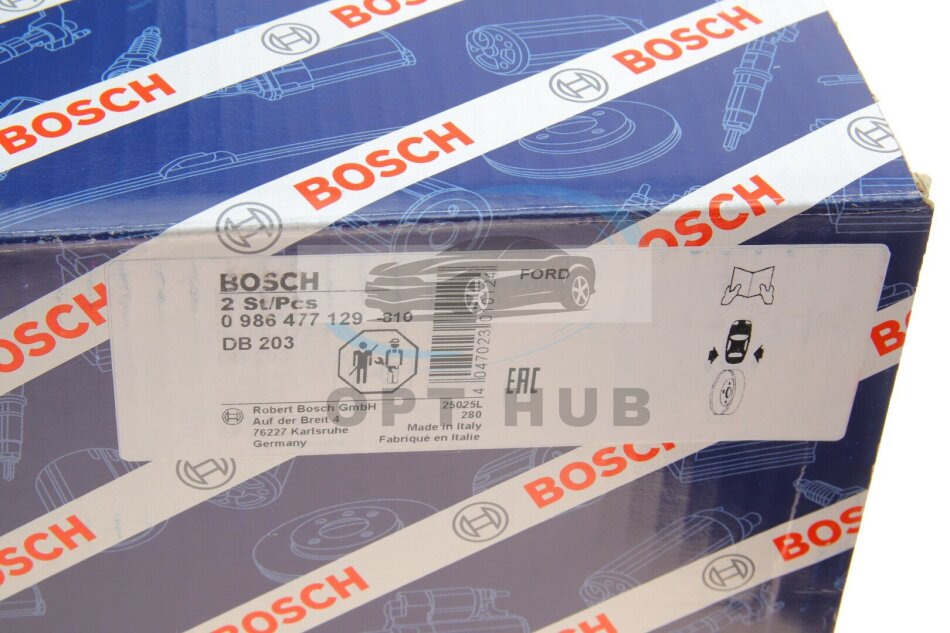 BOSCH
BOSCH
BOSCH
BOSCH
BOSCH
BOSCH
2 St/Pcs
0 986 477 129 -810
DB 203
FORD
EAC
OPT HUB
Robert Bosch GmbH
Auf der Breit 4
76227 Karlsruhe
Germany
25025L
280
Made in Italy
Fabriqué en Italie
BOSCH
BOSCH
BOSCH
BOSCH